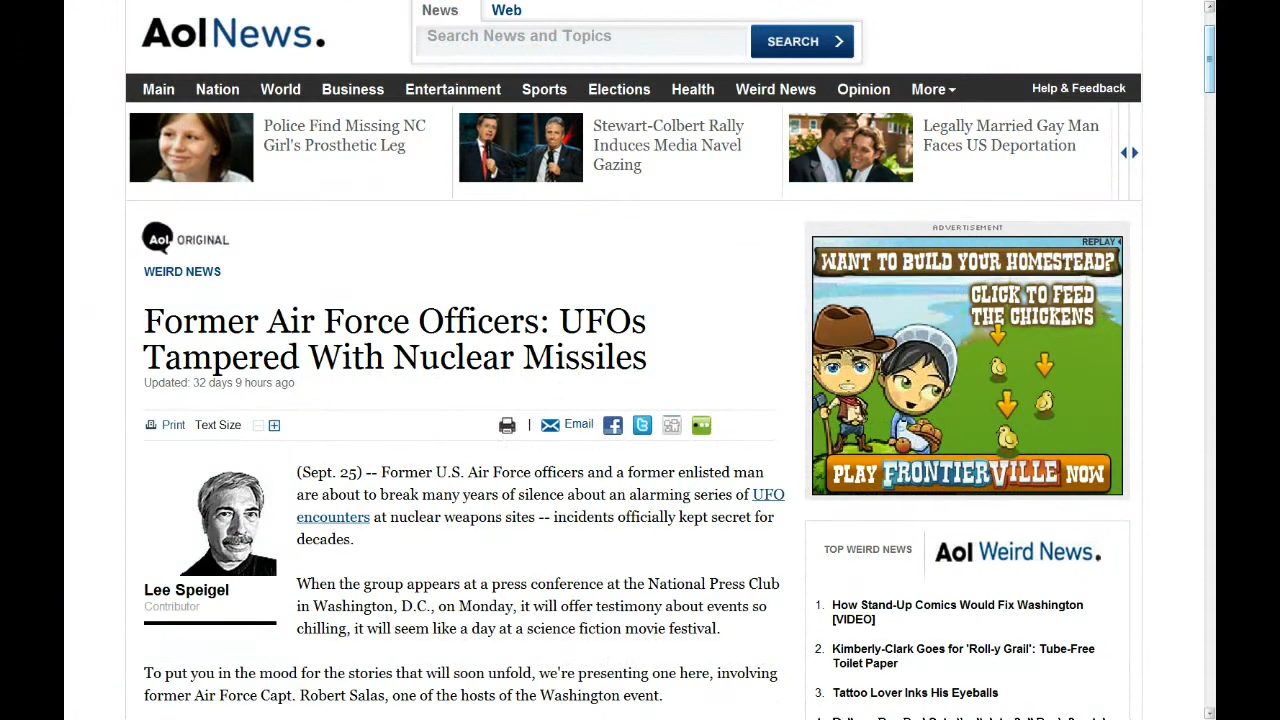 News
Web
Aol News.
Search News and Topics
SEARCH
Main
Nation
World
Business
Entertainment
Sports
Elections
Health
Weird News
Opinion
More
Help & Feedback
Police Find Missing NC
Girl's Prosthetic Leg
Stewart-Colbert Rally
Induces Media Navel
Gazing
Legally Married Gay Man
Faces US Deportation
Aol ORIGINAL
WEIRD NEWS
Former Air Force Officers: UFOs
Tampered With Nuclear Missiles
Updated: 32 days 9 hours ago
Print
Text Size
|
Email
Lee Speigel
Contributor
(Sept. 25) -- Former U.S. Air Force officers and a former enlisted man
are about to break many years of silence about an alarming series of UFO
encounters at nuclear weapons sites -- incidents officially kept secret for
decades.
When the group appears at a press conference at the National Press Club
in Washington, D.C., on Monday, it will offer testimony about events so
chilling, it will seem like a day at a science fiction movie festival.
To put you in the mood for the stories that will soon unfold, we're presenting one here, involving
former Air Force Capt. Robert Salas, one of the hosts of the Washington event.
ADVERTISEMENT
REPLAY
WANT TO BUILD YOUR HOMESTEAD?
CLICK TO FEED
THE CHICKENS
PLAY FRONTIERVILLE NOW
TOP WEIRD NEWS
Aol Weird News.
1. How Stand-Up Comics Would Fix Washington
[VIDEO]
2. Kimberly-Clark Goes for 'Roll-y Grail': Tube-Free
Toilet Paper
3. Tattoo Lover Inks His Eyeballs